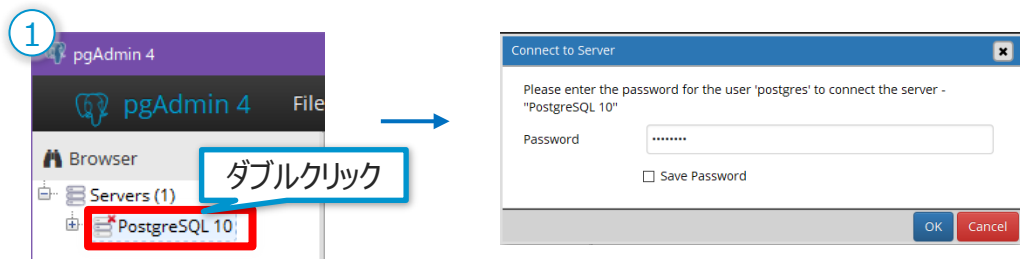 1
pgAdmin 4
pgAdmin 4 File
Browser
ダブルクリック
Servers (1)
PostgreSQL 10
Connect to Server
Please enter the password for the user 'postgres' to connect the server -
"PostgreSQL 10"
Password ••••••••
Save Password
OK Cancel